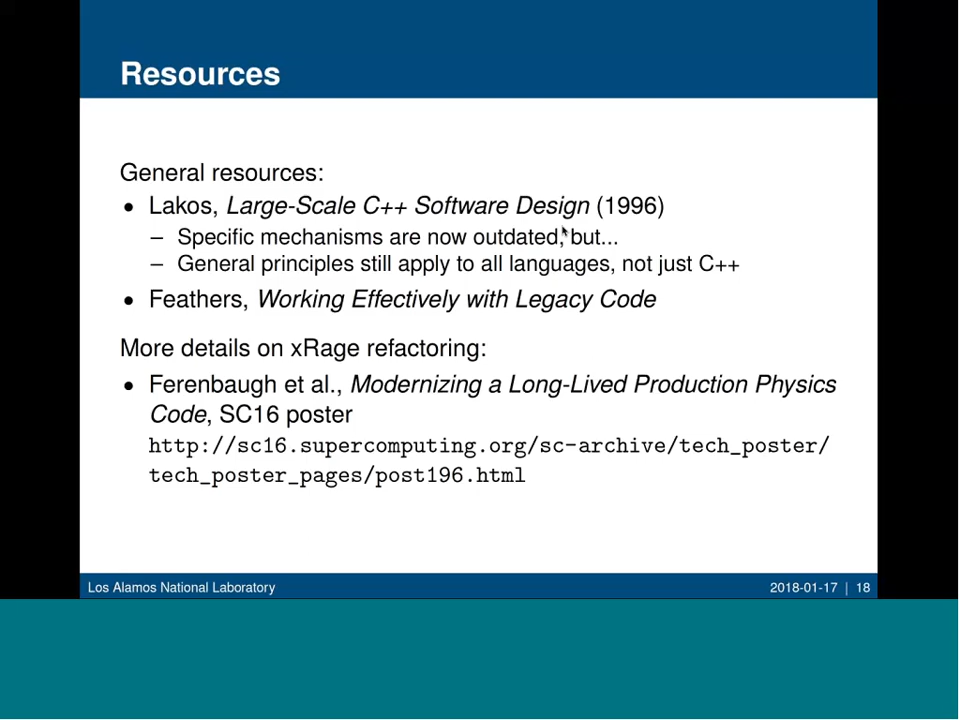 Resources
General resources:
• Lakos, Large-Scale C++ Software Design (1996)
– Specific mechanisms are now outdated, but...
– General principles still apply to all languages, not just C++
• Feathers, Working Effectively with Legacy Code
More details on xRage refactoring:
• Ferenbaugh et al., Modernizing a Long-Lived Production Physics
Code, SC16 poster
http://sc16.supercomputing.org/sc-archive/tech_poster/
tech_poster_pages/post196.html
Los Alamos National Laboratory
2018-01-17 | 18